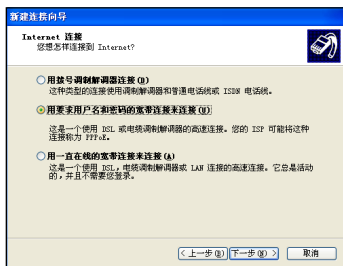 新建连接向导
Internet 连接
您想怎样连接到 Internet?
用拨号调制解调器连接(D)
这种类型的连接使用调制解调器和普通电话线或 ISDN 电话线。
用要求用户名和密码的宽带连接来连接(U)
这是一个使用 DSL 或电缆调制解调器的高速连接。您的 ISP 可能将这种
连接称为 PPPoE。
用一直在线的宽带连接来连接(A)
这是一个使用 DSL,电缆调制解调器或 LAN 连接的高速连接。它总是活动
的,并且不需要您登录。
< 上一步(B) 下一步(N) > 取消